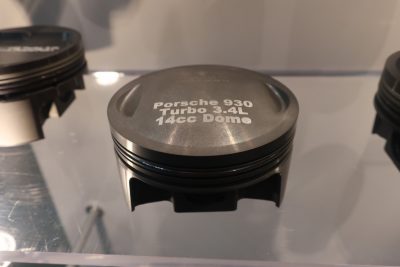 Porsche 930
Turbo 3.4L
14cc Dome